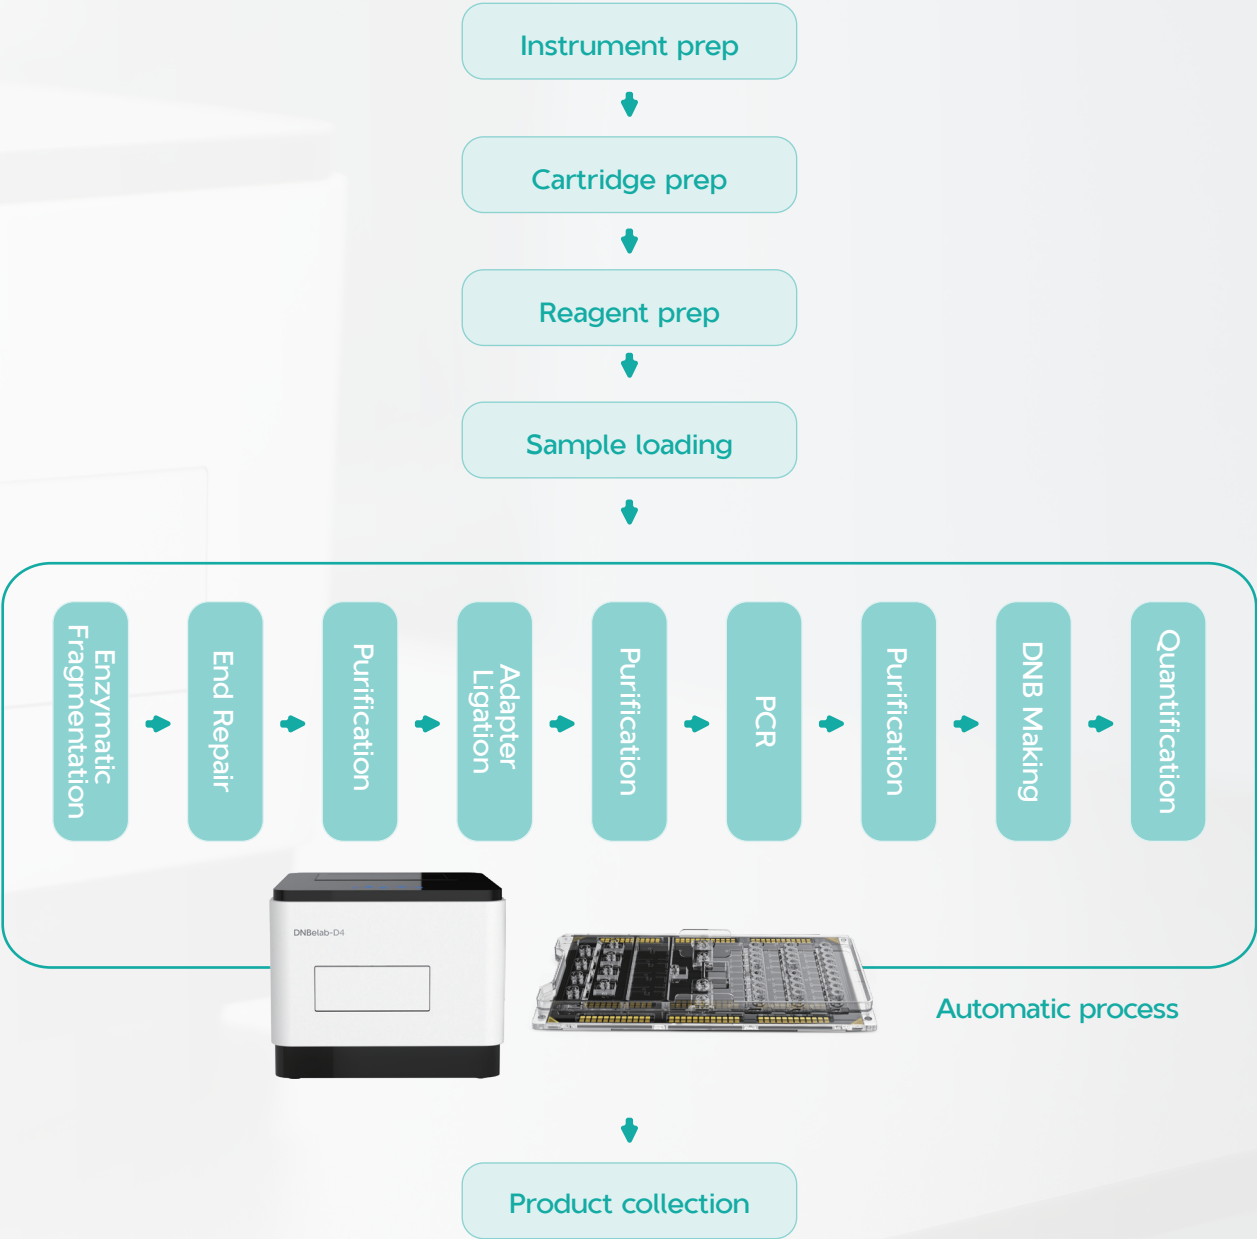 Instrument prep
Cartridge prep
Reagent prep
Sample loading
Enzymatic
Fragmentation
End Repair
Purification
Adapter
Ligation
Purification
PCR
Purification
DNB Making
Quantification
DNBelab-D4
Automatic process
Product collection